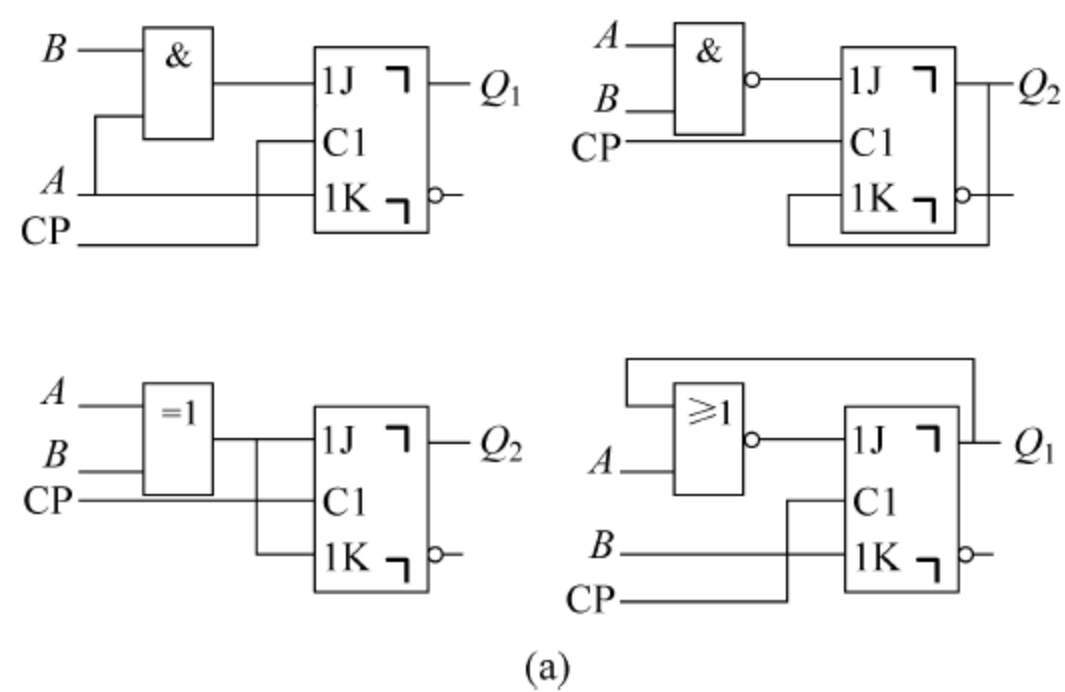 B & 1J ┐ Q₁
C1
A 1K ┐
CP
A & 1J ┐ Q₂
B
CP C1
1K ┐
A =1 1J ┐ Q₂
B
CP C1
1K ┐
≥1 1J ┐ Q₁
A
C1
B 1K ┐
CP
(a)